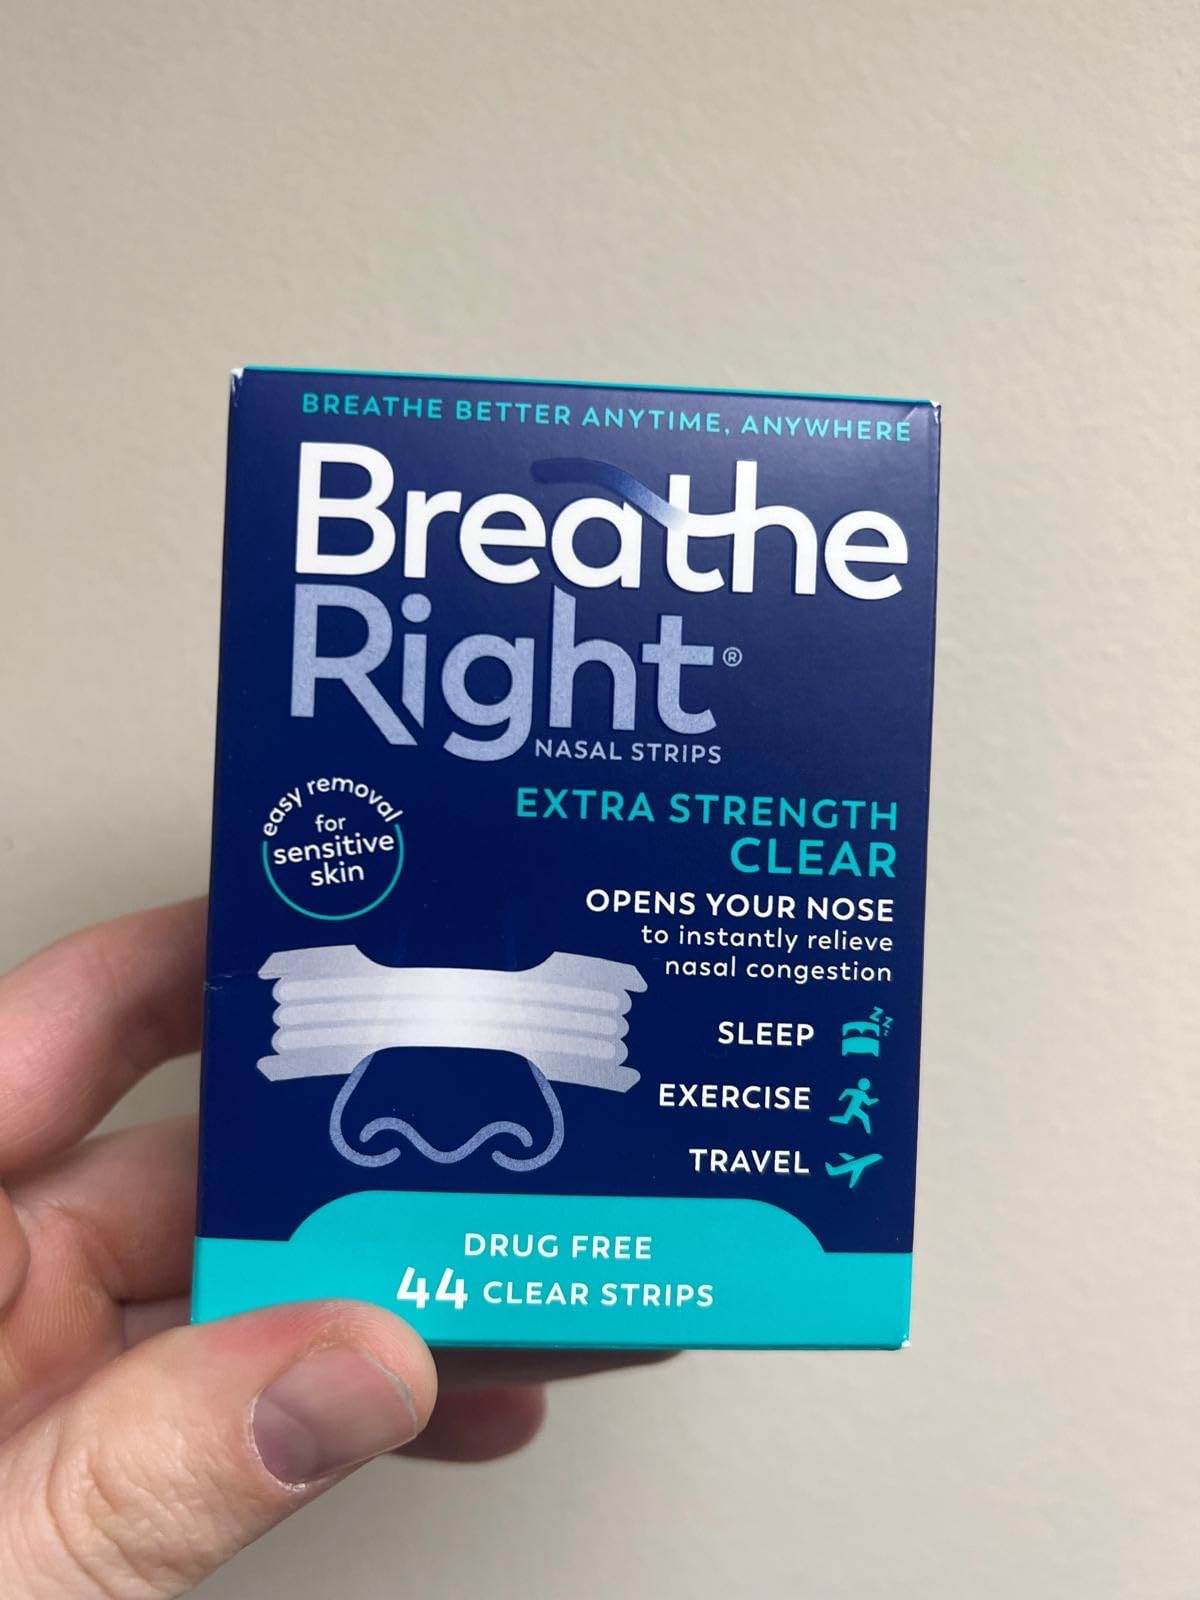 BREATHE BETTER ANYTIME, ANYWHERE
Breathe
Right®
NASAL STRIPS
easy removal
for
sensitive
skin
EXTRA STRENGTH
CLEAR
OPENS YOUR NOSE
to instantly relieve
nasal congestion
SLEEP
z z z
EXERCISE
TRAVEL
DRUG FREE
44 CLEAR STRIPS